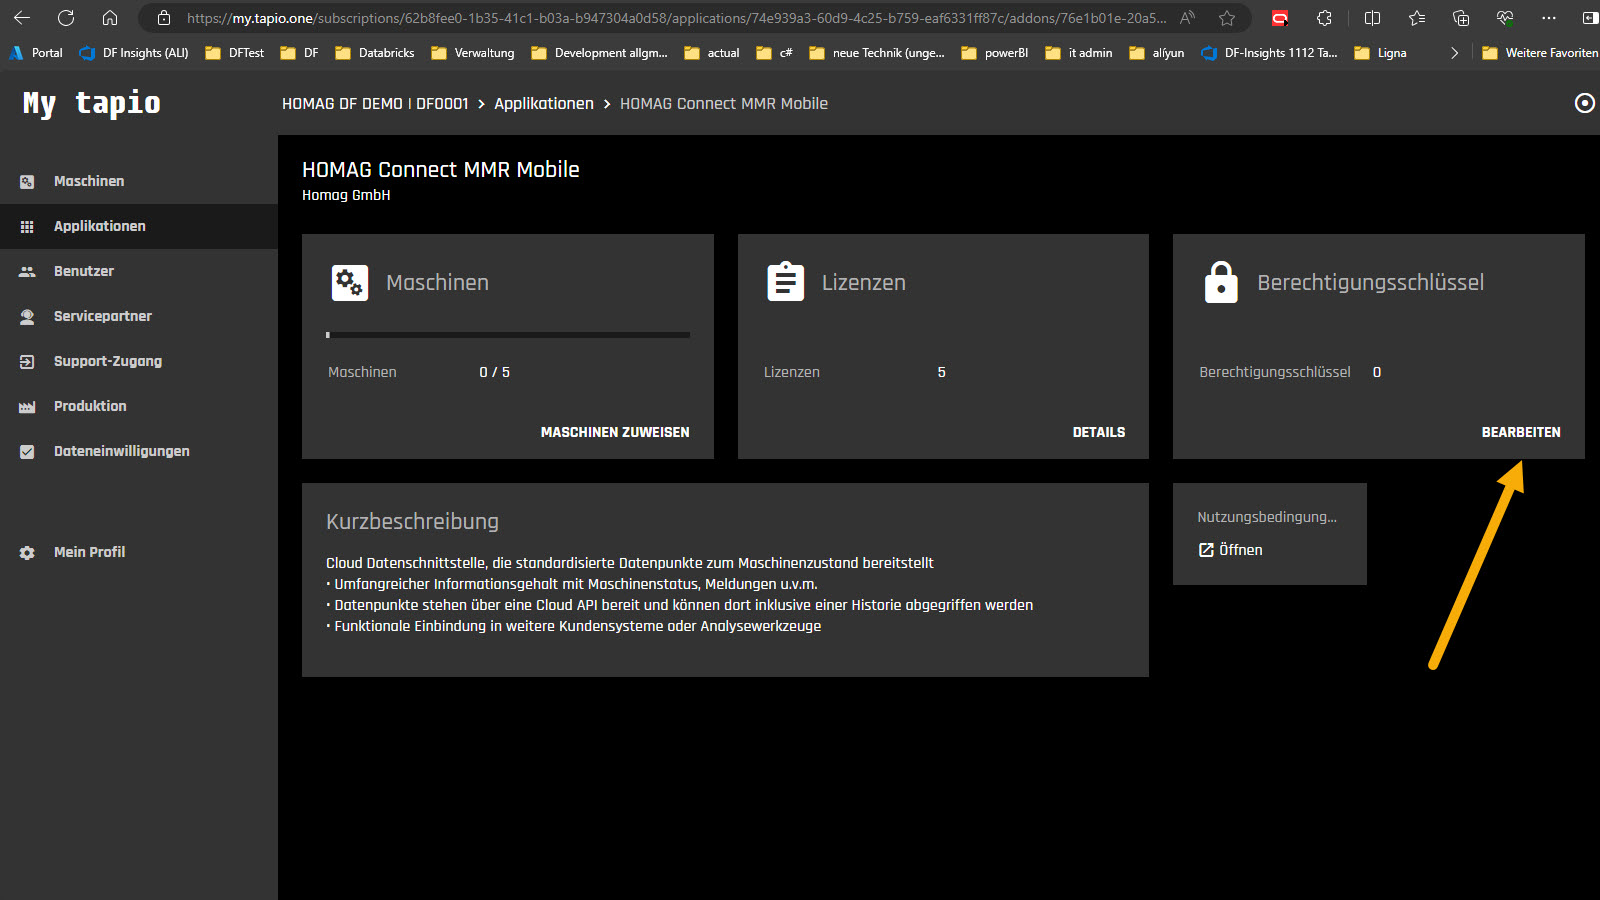 https://my.tapio.one/subscriptions/62b8fee0-1b35-41c1-b03a-b947304a0d58/applications/74e939a3-60d9-4c25-b759-eaf6331ff87c/addons/76e1b01e-20a5...
Portal
DF Insights (ALI)
DFTest
DF
Databricks
Verwaltung
Development allgm...
actual
c#
neue Technik (unge...
powerBI
it admin
aliyun
DF-Insights 1112 Ta...
Ligna
Weitere Favoriten
My tapio
HOMAG DF DEMO | DF0001 > Applikationen > HOMAG Connect MMR Mobile
Maschinen
Applikationen
Benutzer
Servicepartner
Support-Zugang
Produktion
Dateneinwilligungen
Mein Profil
HOMAG Connect MMR Mobile
Homag GmbH
Maschinen
Maschinen 0 / 5
MASCHINEN ZUWEISEN
Lizenzen
Lizenzen 5
DETAILS
Berechtigungsschlüssel
Berechtigungsschlüssel 0
BEARBEITEN
Kurzbeschreibung
Cloud Datenschnittstelle, die standardisierte Datenpunkte zum Maschinenzustand bereitstellt
• Umfangreicher Informationsgehalt mit Maschinenstatus, Meldungen u.v.m.
• Datenpunkte stehen über eine Cloud API bereit und können dort inklusive einer Historie abgegriffen werden
• Funktionale Einbindung in weitere Kundensysteme oder Analysewerkzeuge
Nutzungsbedingung...
Öffnen